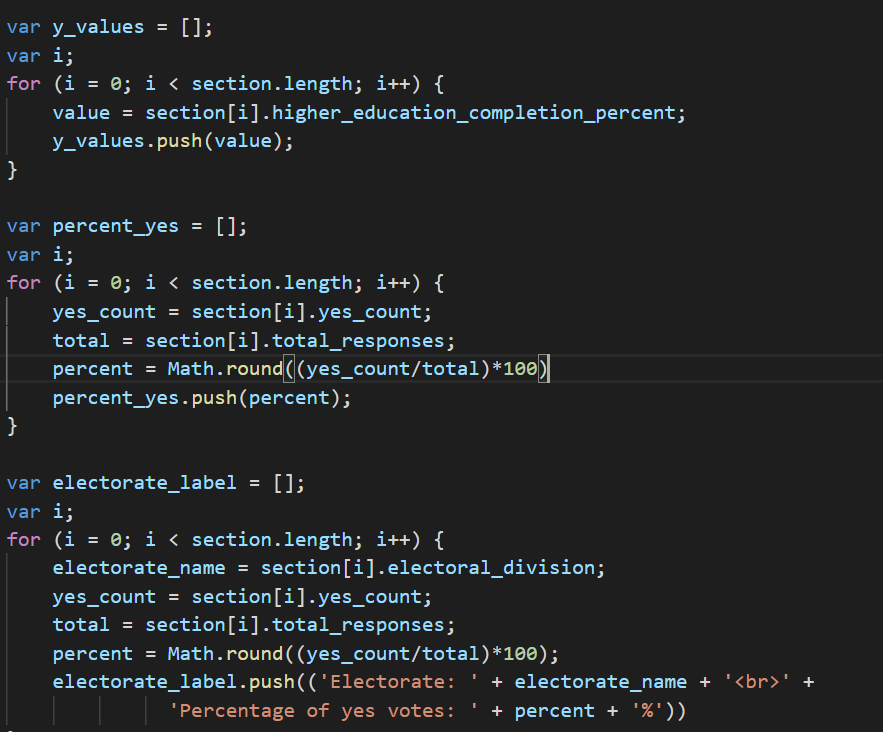 var y_values = [];
var i;
for (i = 0; i < section.length; i++) {
    value = section[i].higher_education_completion_percent;
    y_values.push(value);
}

var percent_yes = [];
var i;
for (i = 0; i < section.length; i++) {
    yes_count = section[i].yes_count;
    total = section[i].total_responses;
    percent = Math.round((yes_count/total)*100)
    percent_yes.push(percent);
}

var electorate_label = [];
var i;
for (i = 0; i < section.length; i++) {
    electorate_name = section[i].electoral_division;
    yes_count = section[i].yes_count;
    total = section[i].total_responses;
    percent = Math.round((yes_count/total)*100);
    electorate_label.push(('Electorate: ' + electorate_name + '<br>' +
              'Percentage of yes votes: ' + percent + '%'))